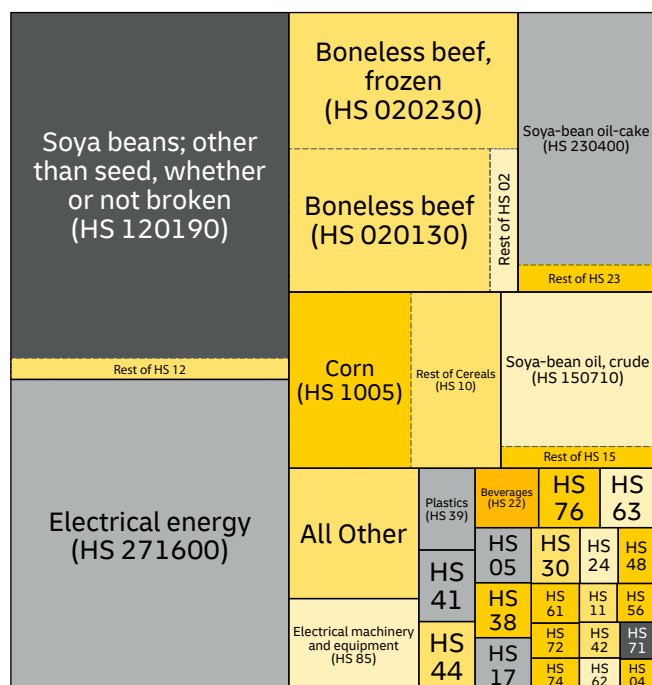 Soya beans; other
than seed, whether
or not broken
(HS 120190)
Rest of HS 12
Electrical energy
(HS 271600)
Boneless beef,
frozen
(HS 020230)
Boneless beef
(HS 020130)
Rest of HS 02
Soya-bean oil-cake
(HS 230400)
Rest of HS 23
Corn
(HS 1005)
Rest of Cereals
(HS 10)
Soya-bean oil, crude
(HS 150710)
Rest of HS 15
All Other
Electrical machinery
and equipment
(HS 85)
Plastics
(HS 39)
HS
41
HS
44
Beverages
(HS 22)
HS
05
HS
38
HS
17
HS
76
HS
63
HS
30
HS
24
HS
48
HS
61
HS
11
HS
56
HS
72
HS
42
HS
71
HS
74
HS
62
HS
04